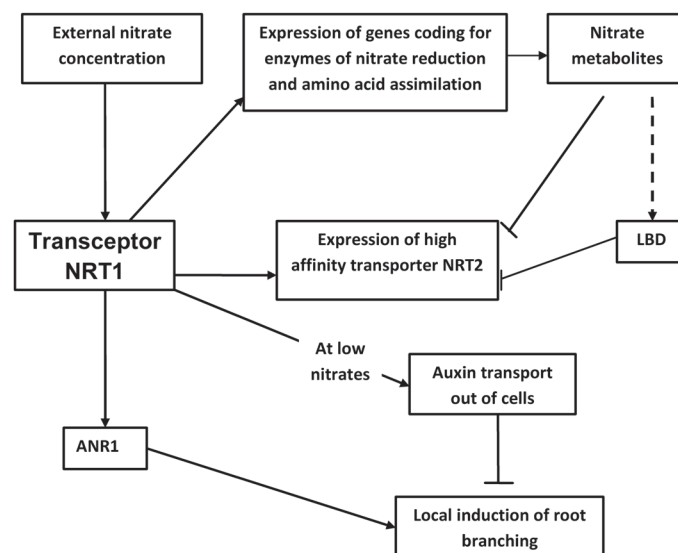 External nitrate
concentration
Expression of genes coding for
enzymes of nitrate reduction
and amino acid assimilation
Nitrate
metabolites
Transceptor
NRT1
Expression of high
affinity transporter NRT2
LBD
At low
nitrates
Auxin transport
out of cells
ANR1
Local induction of root
branching